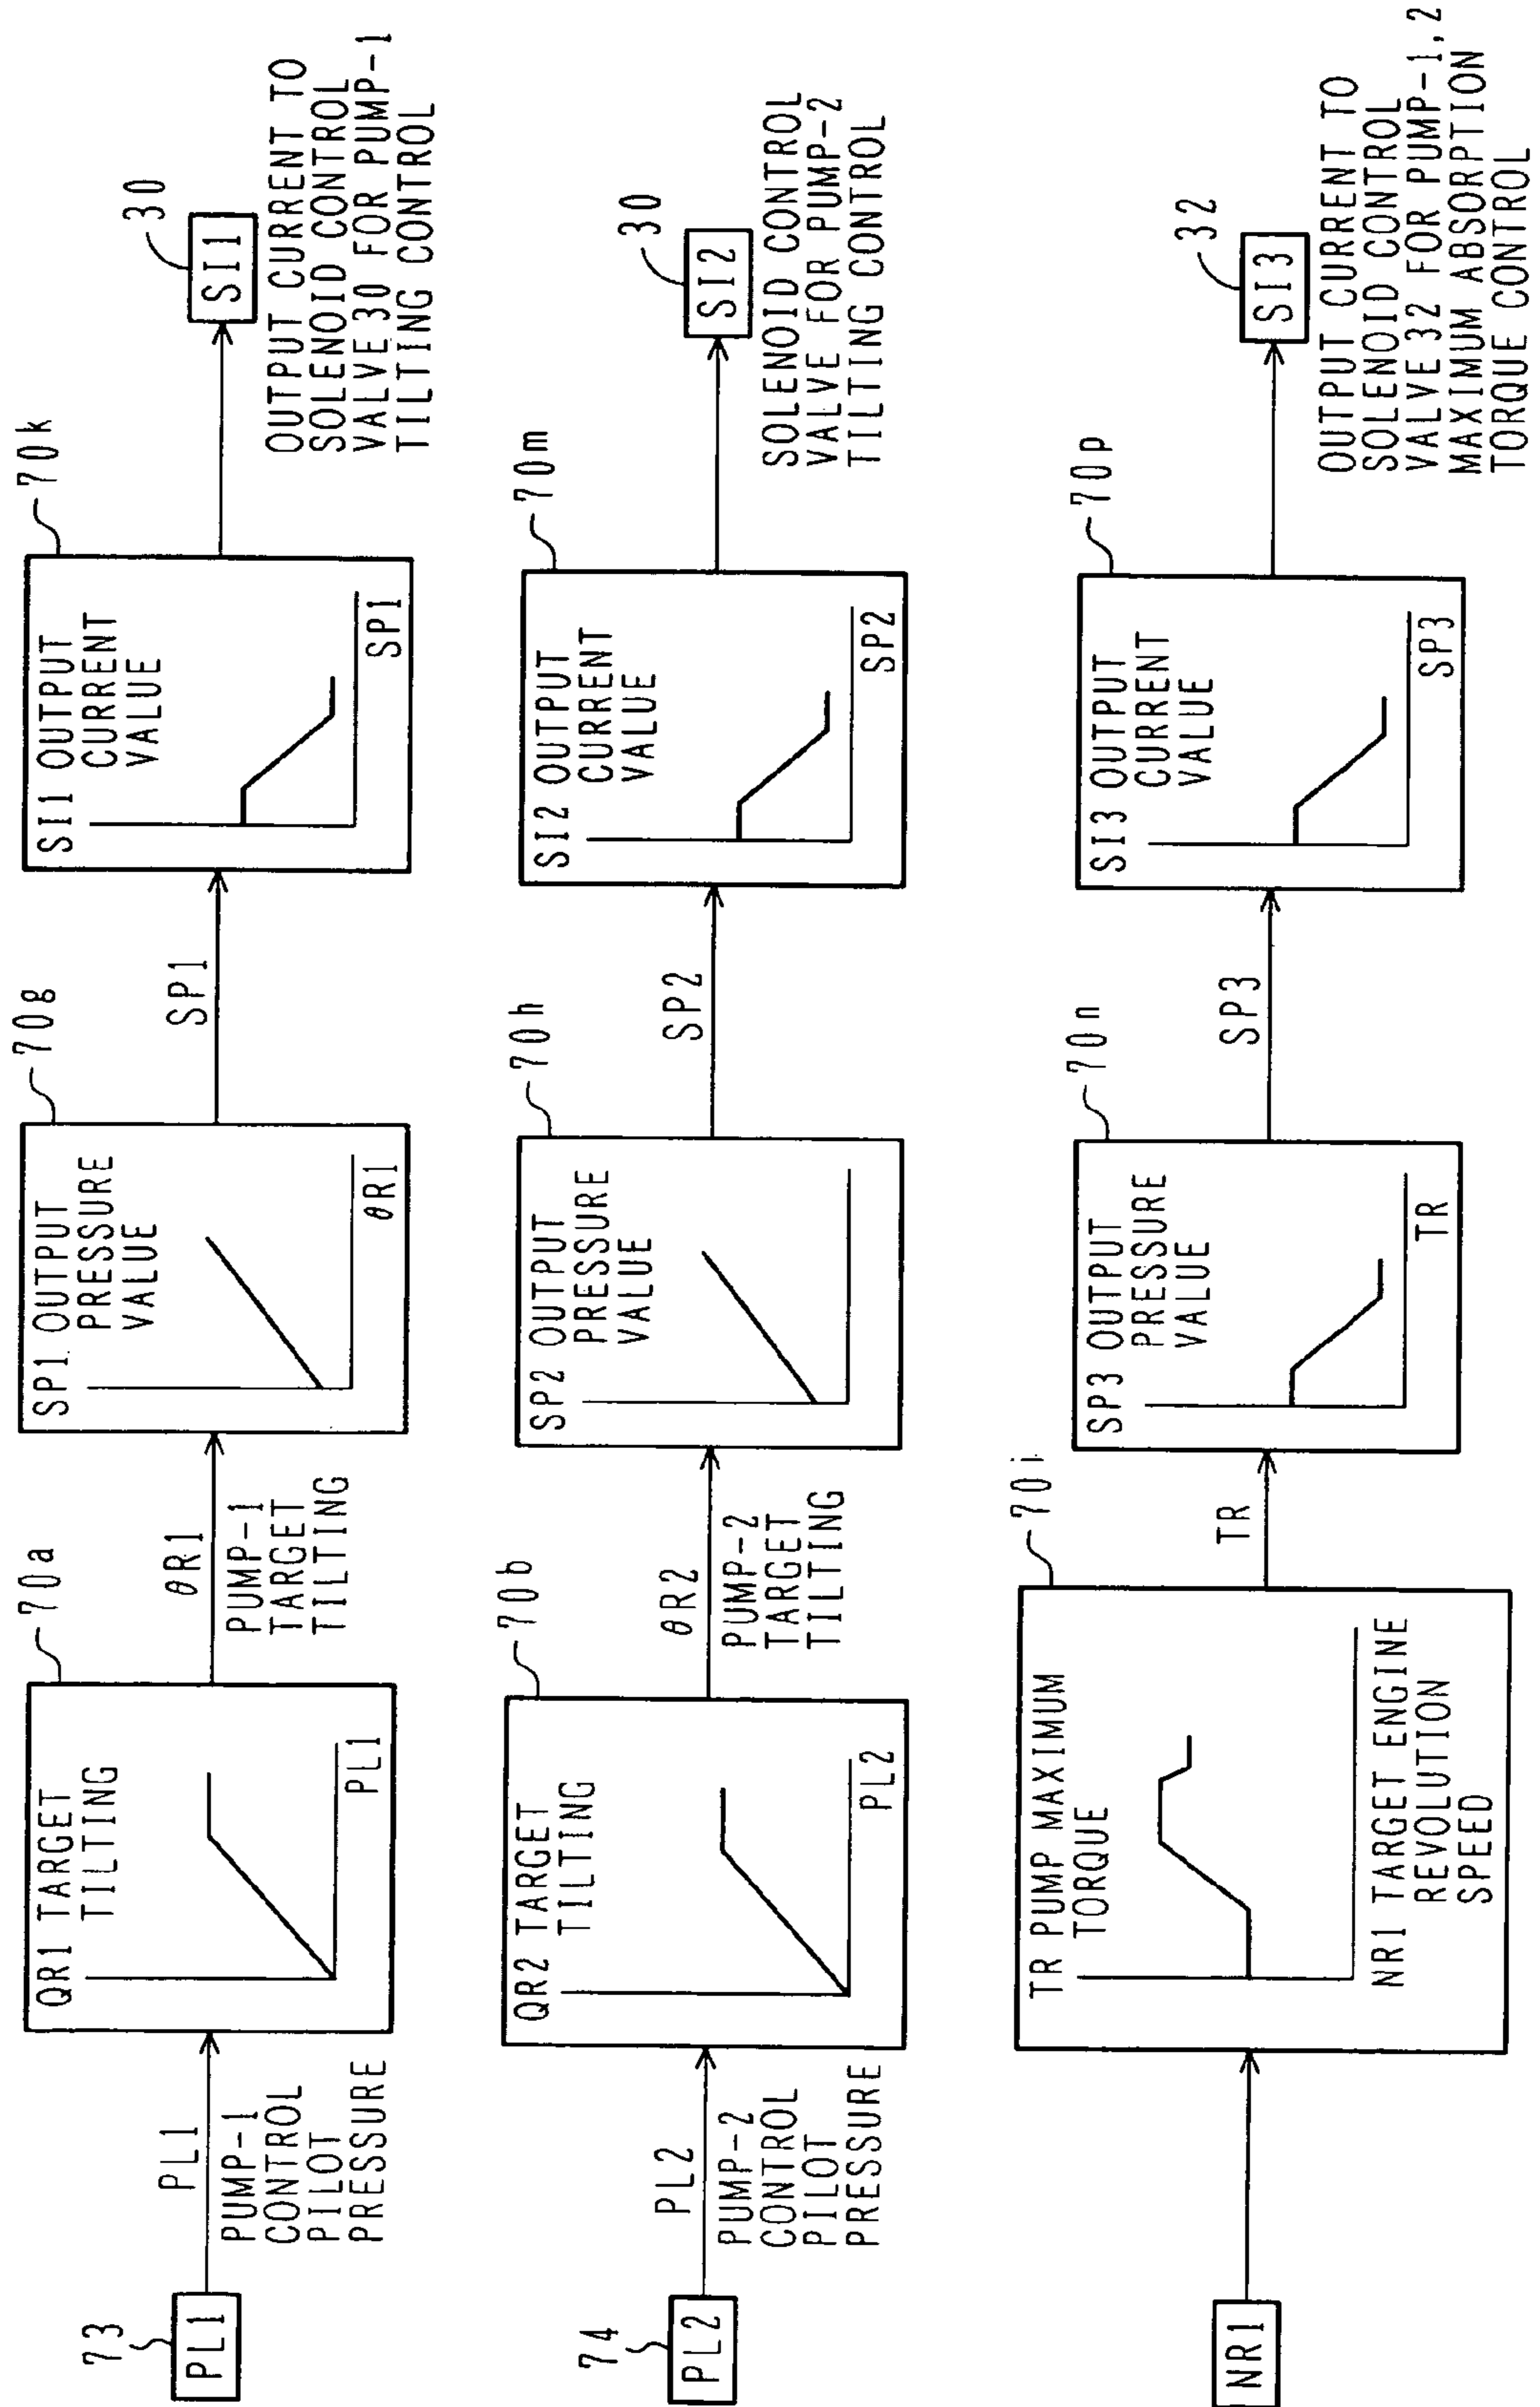 73
PL1
PL1
PUMP-1
CONTROL
PILOT
PRESSURE
70a
QR1 TARGET
TILTING
PL1
θR1
PUMP-1
TARGET
TILTING
70g
SP1 OUTPUT
PRESSURE
VALUE
θR1
SP1
70k
SI1 OUTPUT
CURRENT
VALUE
SP1
30
SI1
OUTPUT CURRENT TO
SOLENOID CONTROL
VALVE 30 FOR PUMP-1
TILTING CONTROL
74
PL2
PL2
PUMP-2
CONTROL
PILOT
PRESSURE
70b
QR2 TARGET
TILTING
PL2
θR2
PUMP-2
TARGET
TILTING
70h
SP2 OUTPUT
PRESSURE
VALUE
SP2
70m
SI2 OUTPUT
CURRENT
VALUE
SP2
30
SI2
SOLENOID CONTROL
VALVE FOR PUMP-2
TILTING CONTROL
NR1
70i
TR PUMP MAXIMUM
TORQUE
NR1 TARGET ENGINE
REVOLUTION
SPEED
TR
70n
SP3 OUTPUT
PRESSURE
VALUE
TR
SP3
70p
SI3 OUTPUT
CURRENT
VALUE
SP3
32
SI3
OUTPUT CURRENT TO
SOLENOID CONTROL
VALVE 32 FOR PUMP-1,2
MAXIMUM ABSORPTION
TORQUE CONTROL